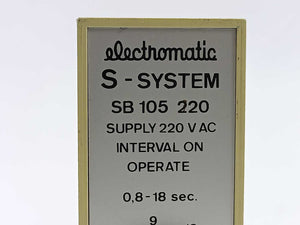 electromatic
S-SYSTEM
SB 105 220
SUPPLY 220 V AC
INTERVAL ON
OPERATE
0,8-18 sec.
9